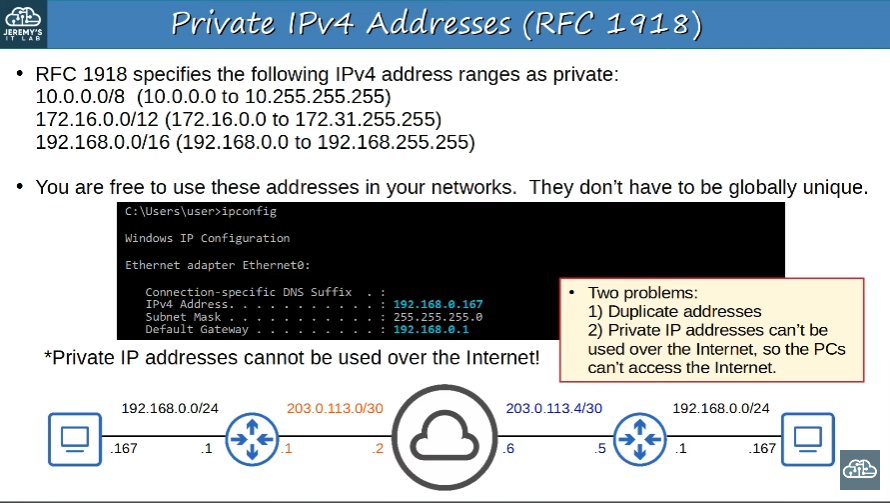 JEREMY'S
IT LAB
Private IPv4 Addresses (RFC 1918)
• RFC 1918 specifies the following IPv4 address ranges as private:
10.0.0.0/8 (10.0.0.0 to 10.255.255.255)
172.16.0.0/12 (172.16.0.0 to 172.31.255.255)
192.168.0.0/16 (192.168.0.0 to 192.168.255.255)
• You are free to use these addresses in your networks. They don't have to be globally unique.
C:\Users\user>ipconfig
Windows IP Configuration
Ethernet adapter Ethernet0:
Connection-specific DNS Suffix . :
IPv4 Address. . . . . . . . . . . : 192.168.0.167
Subnet Mask . . . . . . . . . . . : 255.255.255.0
Default Gateway . . . . . . . . . : 192.168.0.1
• Two problems:
1) Duplicate addresses
2) Private IP addresses can't be
used over the Internet, so the PCs
can't access the Internet.
*Private IP addresses cannot be used over the Internet!
192.168.0.0/24 203.0.113.0/30 203.0.113.4/30 192.168.0.0/24
.167 .1 .1 .2 .6 .5 .1 .167